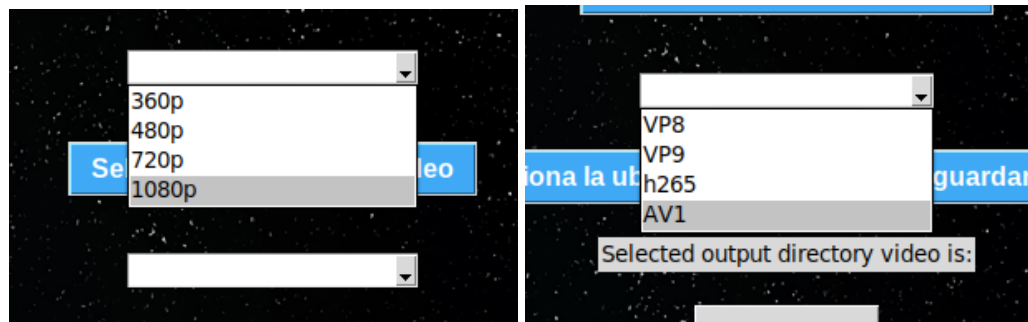 360p
480p
720p
Se
leo
1080p
VP8
VP9
iona la ub
guardar
h265
AV1
Selected output directory video is: